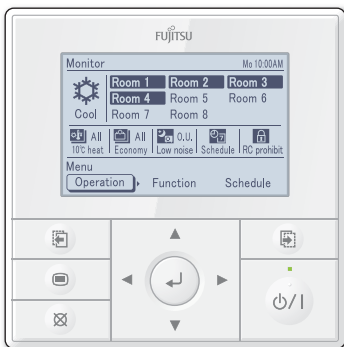 FUJITSU
Monitor Mo 10:00AM
Room 1 Room 2 Room 3
Room 4 Room 5 Room 6
Cool Room 7 Room 8
All All O.U.
10℃ heat Economy Low noise Schedule RC prohibit
Menu
Operation Function Schedule